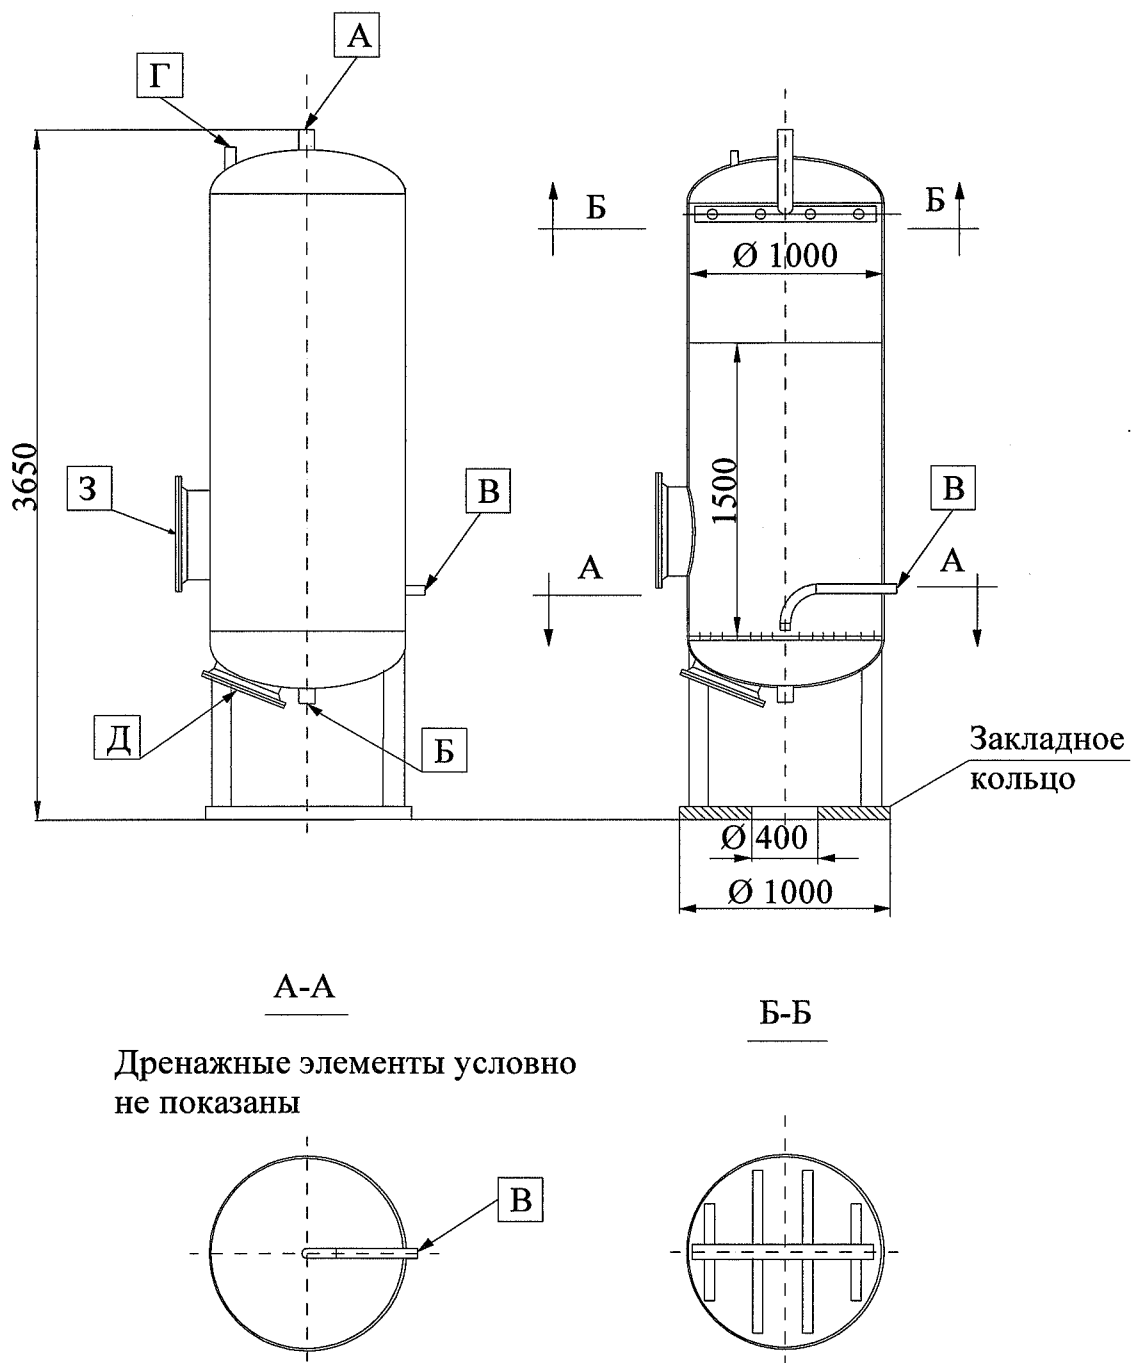 А
Г
Б
Б
Ø 1000
3650
З
В
1500
В
А
А
Д
Б
Закладное
кольцо
Ø 400
Ø 1000
А-А
Б-Б
Дренажные элементы условно
не показаны
В